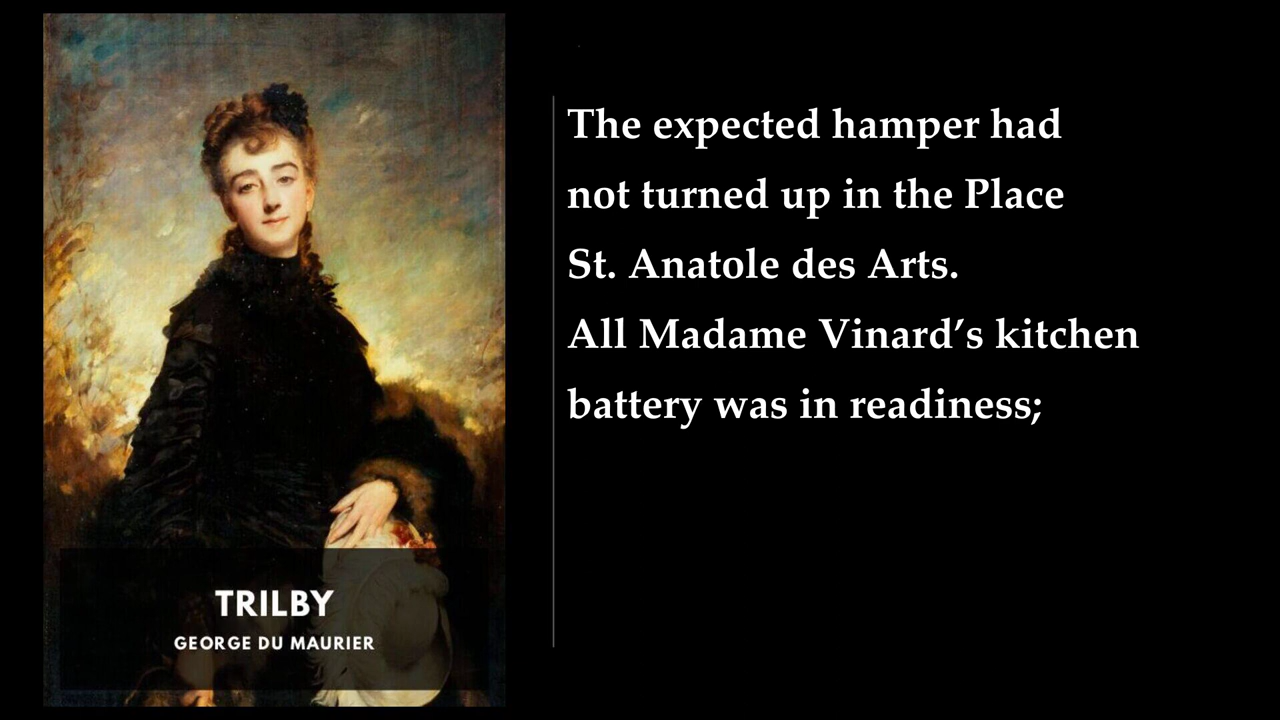 The expected hamper had
not turned up in the Place
St. Anatole des Arts.
All Madame Vinard’s kitchen
battery was in readiness;
TRILBY
GEORGE DU MAURIER